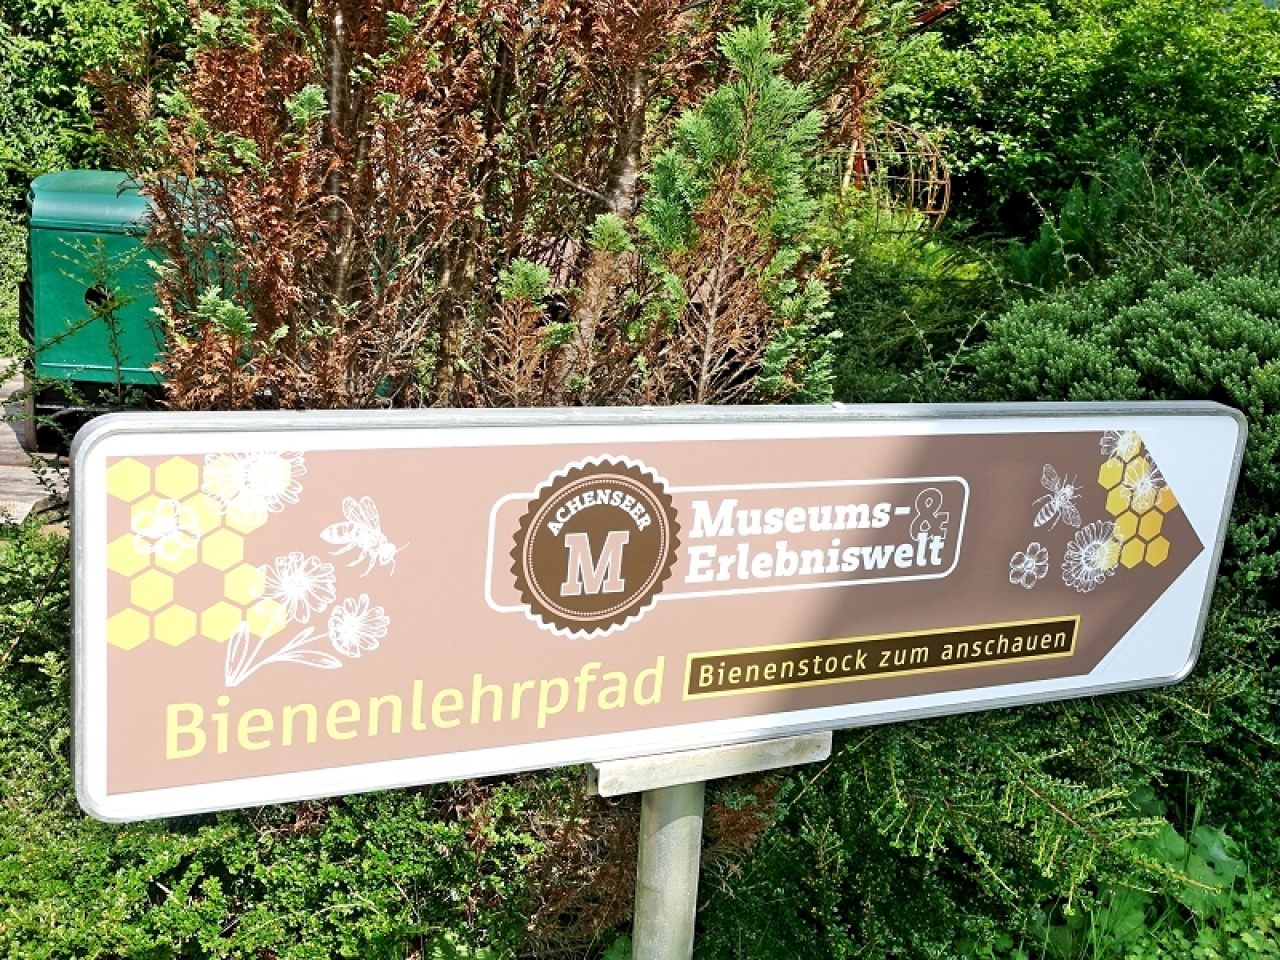 ACHENSEER
M
Museums-&
Erlebniswelt
Bienenlehrpfad
Bienenstock zum anschauen